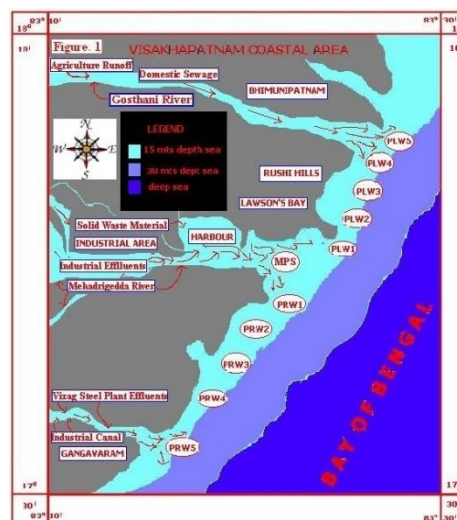 83° 10'
83° 30'
18°
18
10'
10
Figure. 1
VISAKHAPATNAM COASTAL AREA
Agriculture Runoff
Domestic Sewage
BHIMUNIPATNAM
Gosthani River
N
W E
S
LEGEND
15 mts depth sea
30 mts dept sea
deep sea
PLW5
PLW4
RUSHI HILLS
PLW3
LAWSON'S BAY
PLW2
Solid Waste Material
HARBOUR
INDUSTRIAL AREA
PLW1
Industrial Efflluents
MPS
Mehadrigedda River
PRW1
PRW2
PRW3
PRW4
BAY OF BENGAL
Vizag Steel Plant Effluents
Industrial Canal
PRW5
GANGAVARAM
17°
17
30'
30
83° 10'
83° 30'